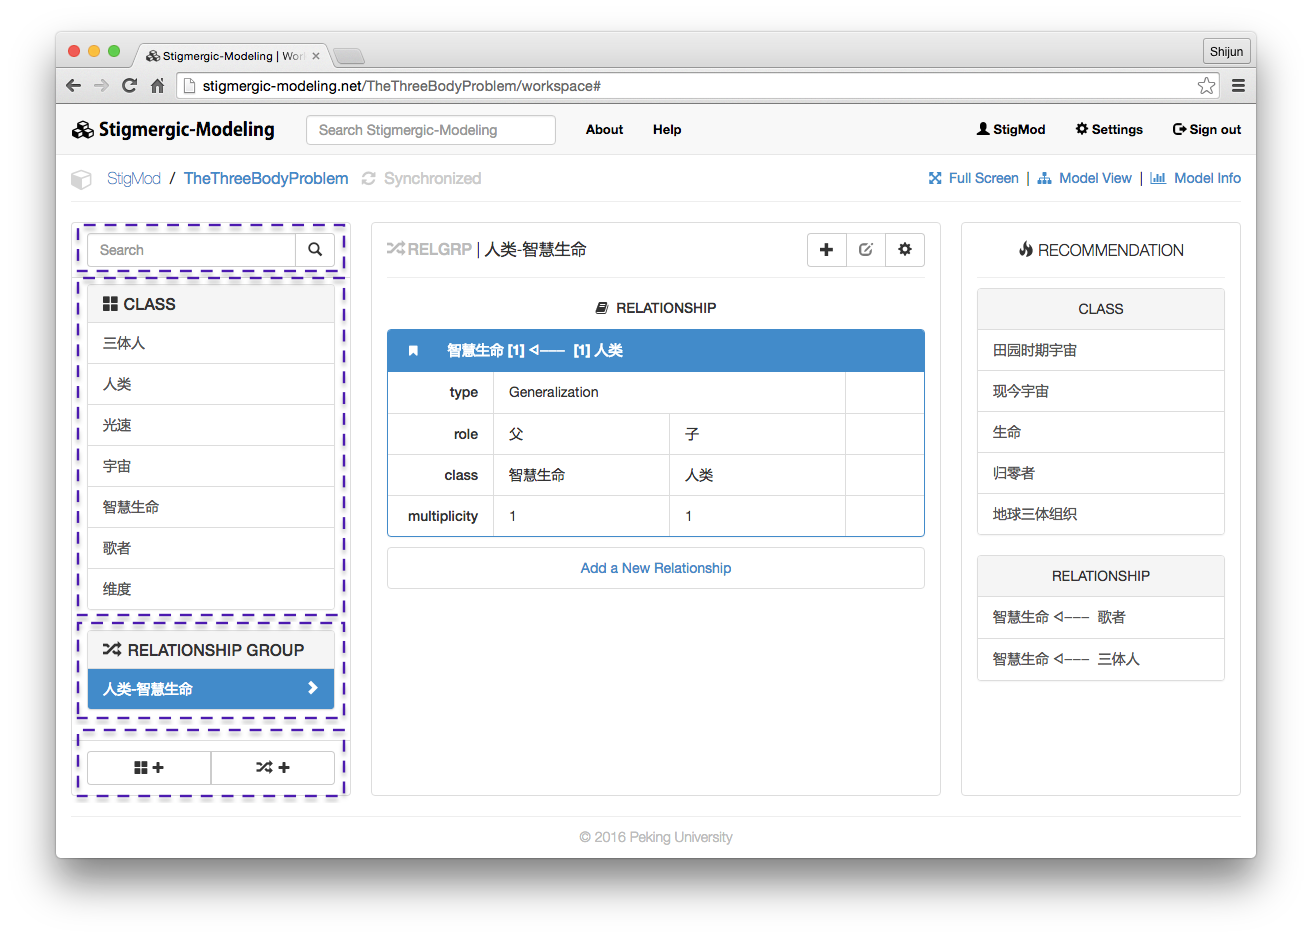 Stigmergic-Modeling | Wor
Shijun
stigmergic-modeling.net/TheThreeBodyProblem/workspace#
Stigmergic-Modeling
Search Stigmergic-Modeling
About
Help
StigMod
Settings
Sign out
StigMod / TheThreeBodyProblem
Synchronized
Full Screen | Model View | Model Info
Search
CLASS
三体人
人类
光速
宇宙
智慧生命
歌者
维度
RELATIONSHIP GROUP
人类-智慧生命
RELGRP | 人类-智慧生命
RELATIONSHIP
智慧生命 [1] ◁—— [1] 人类
type Generalization
role 父 子
class 智慧生命 人类
multiplicity 1 1
Add a New Relationship
RECOMMENDATION
CLASS
田园时期宇宙
现今宇宙
生命
归零者
地球三体组织
RELATIONSHIP
智慧生命 ◁--- 歌者
智慧生命 ◁--- 三体人
© 2016 Peking University